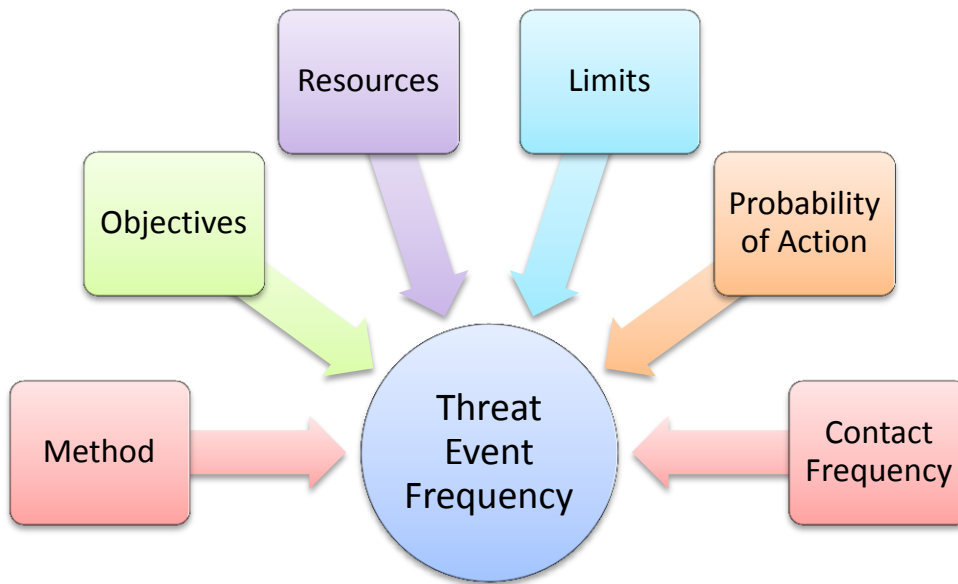 Resources
Limits
Objectives
Probability
of Action
Method
Threat
Event
Frequency
Contact
Frequency